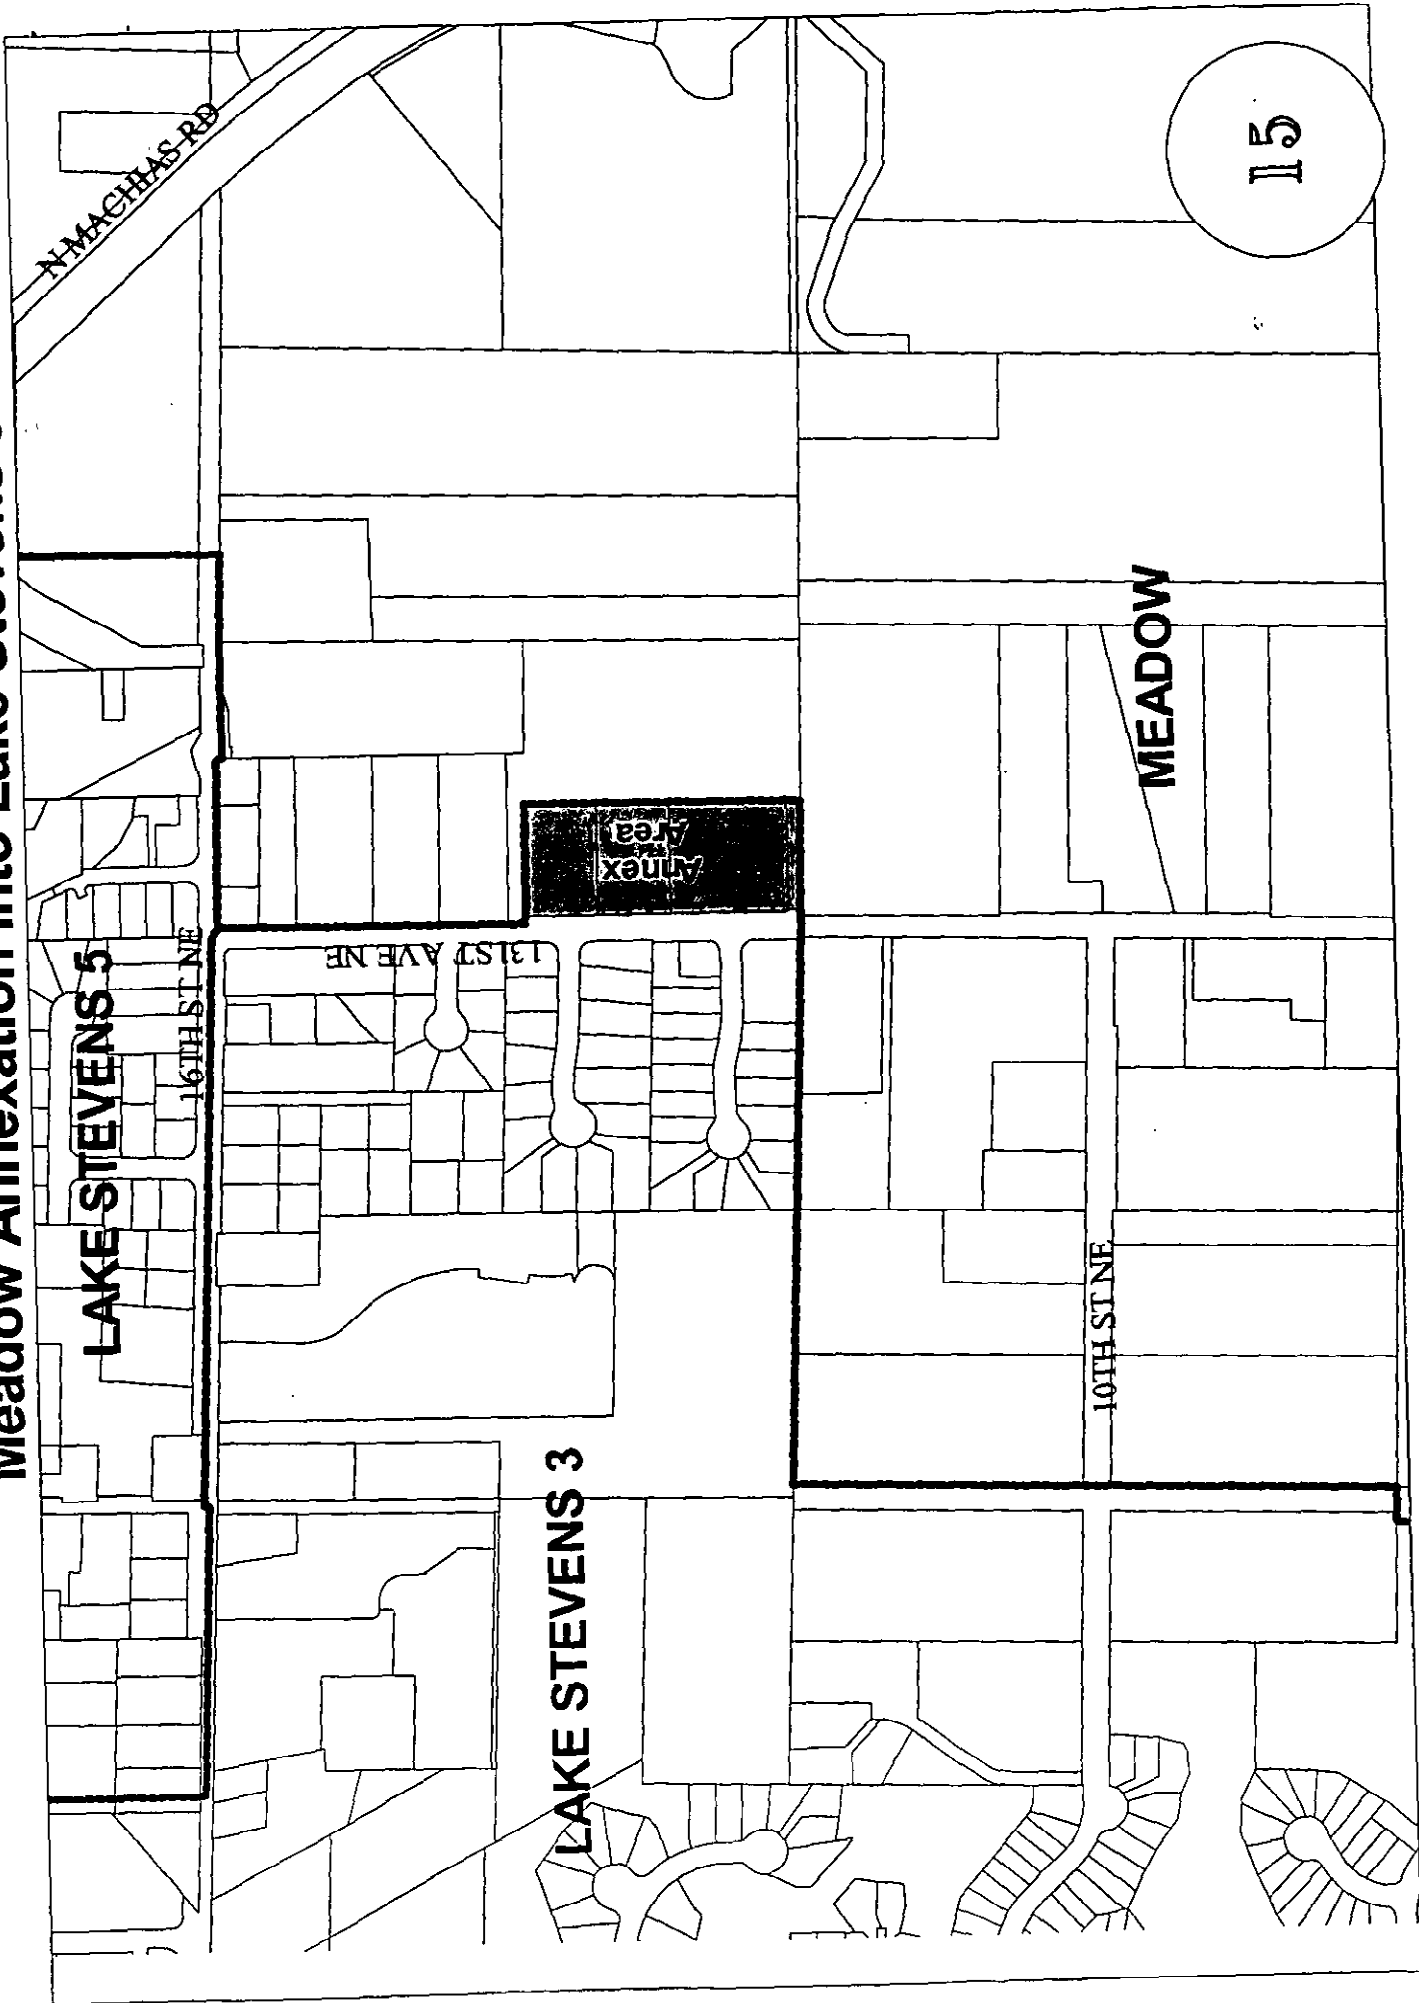 Meadow Annexation into Lake Stevens
N MACHIAS RD
LAKE STEVENS 5
16TH ST NE
131ST AVE NE
Annex
Area
MEADOW
LAKE STEVENS 3
10TH ST NE
15